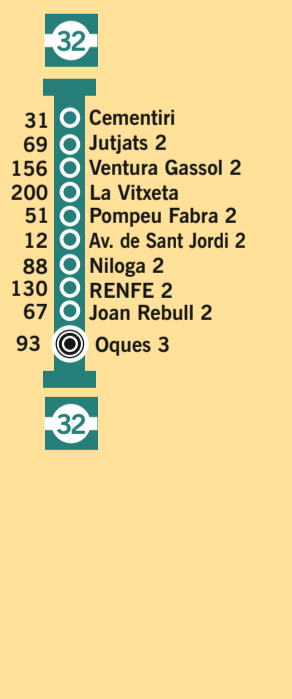 32
31 Cementiri
69 Jutjats 2
156 Ventura Gassol 2
200 La Vitxeta
51 Pompeu Fabra 2
12 Av. de Sant Jordi 2
88 Niloga 2
130 RENFE 2
67 Joan Rebull 2
93 Oques 3
32